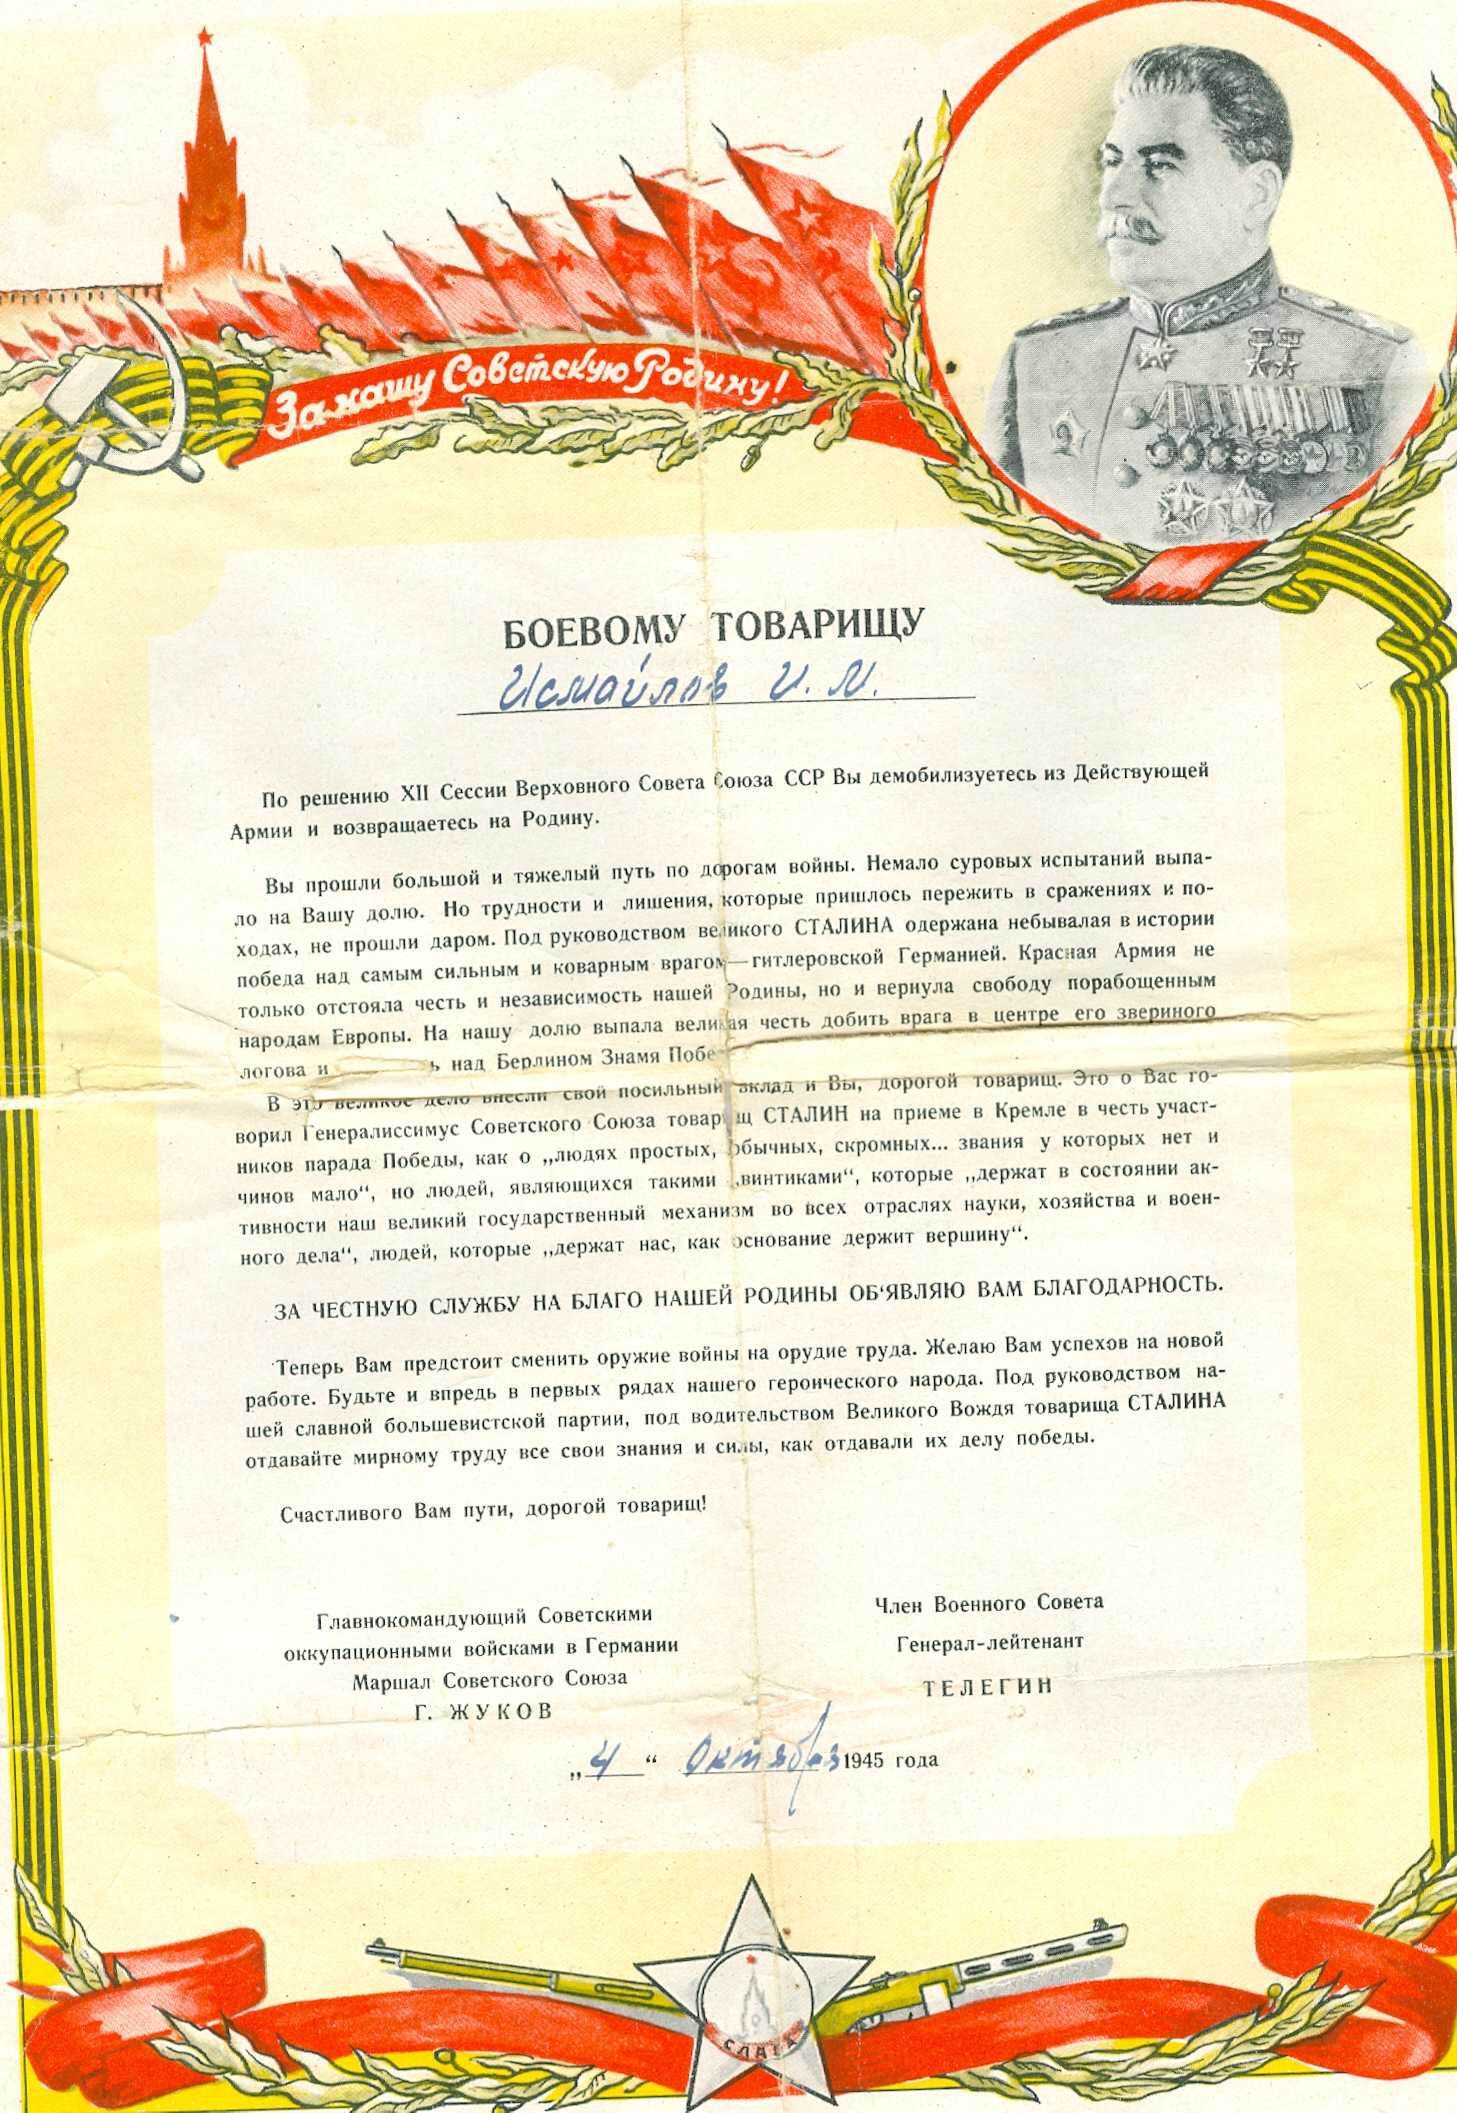 За нашу Советскую Родину!
БОЕВОМУ ТОВАРИЩУ
Исмаилов И. М.
По решению XII Сессии Верховного Совета Союза ССР Вы демобилизуетесь из Действующей
Армии и возвращаетесь на Родину.
Вы прошли большой и тяжелый путь по дорогам войны. Немало суровых испытаний выпа-
ло на Вашу долю. Но трудности и лишения, которые пришлось пережить в сражениях и по-
ходах, не прошли даром. Под руководством великого СТАЛИНА одержана небывалая в истории
победа над самым сильным и коварным врагом—гитлеровской Германией. Красная Армия не
только отстояла честь и независимость нашей Родины, но и вернула свободу порабощенным
народам Европы. На нашу долю выпала великая честь добить врага в центре его звериного
логова и над Берлином Знамя
В это великое дело внесли свой посильный вклад и Вы, дорогой товарищ. Это о Вас го-
ворил Генералиссимус Советского Союза товарищ СТАЛИН на приеме в Кремле в честь участ-
ников парада Победы, как о „людях простых, обычных, скромных... звания у которых нет и
чинов мало“, но людей, являющихся такими „винтиками“, которые „держат в состоянии ак-
тивности наш великий государственный механизм во всех отраслях науки, хозяйства и воен-
ного дела“, людей, которые „держат нас, как основание держит вершину“.
ЗА ЧЕСТНУЮ СЛУЖБУ НА БЛАГО НАШЕЙ РОДИНЫ ОБ‘ЯВЛЯЮ ВАМ БЛАГОДАРНОСТЬ.
Теперь Вам предстоит сменить оружие войны на орудие труда. Желаю Вам успехов на новой
работе. Будьте и впредь в первых рядах нашего героического народа. Под руководством на-
шей славной большевистской партии, под водительством Великого Вождя товарища СТАЛИНА
отдавайте мирному труду все свои знания и силы, как отдавали их делу победы.
Счастливого Вам пути, дорогой товарищ!
Главнокомандующий Советскими
оккупационными войсками в Германии
Маршал Советского Союза
Г. ЖУКОВ
Член Военного Совета
Генерал-лейтенант
ТЕЛЕГИН
„4“ Октября 1945 года
СЛАВА